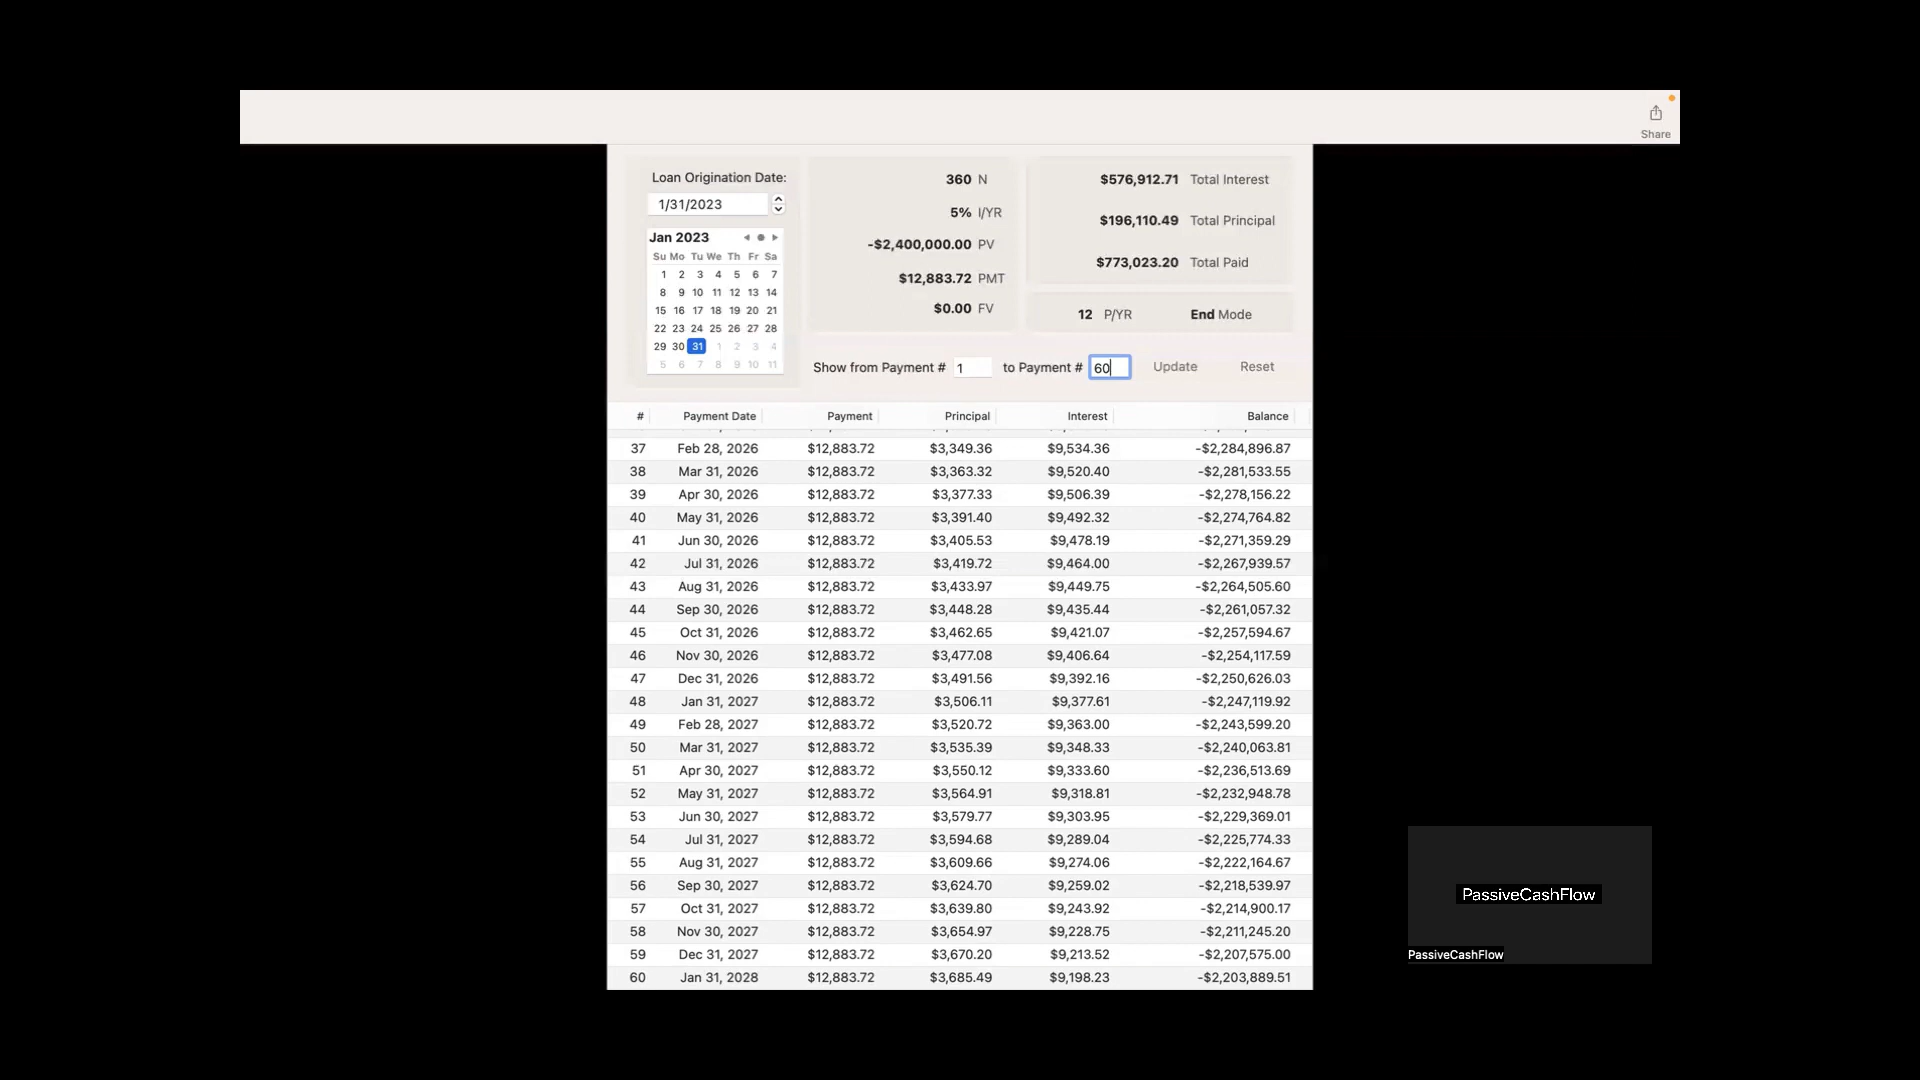 Share
Loan Origination Date:
1/31/2023
Jan 2023
Su Mo Tu We Th Fr Sa
1 2 3 4 5 6 7
8 9 10 11 12 13 14
15 16 17 18 19 20 21
22 23 24 25 26 27 28
29 30 31 1 2 3 4
5 6 7 8 9 10 11
360 N
5% I/YR
-$2,400,000.00 PV
$12,883.72 PMT
$0.00 FV
$576,912.71 Total Interest
$196,110.49 Total Principal
$773,023.20 Total Paid
12 P/YR End Mode
Show from Payment # 1 to Payment # 60 Update Reset
# Payment Date Payment Principal Interest Balance
37 Feb 28, 2026 $12,883.72 $3,349.36 $9,534.36 -$2,284,896.87
38 Mar 31, 2026 $12,883.72 $3,363.32 $9,520.40 -$2,281,533.55
39 Apr 30, 2026 $12,883.72 $3,377.33 $9,506.39 -$2,278,156.22
40 May 31, 2026 $12,883.72 $3,391.40 $9,492.32 -$2,274,764.82
41 Jun 30, 2026 $12,883.72 $3,405.53 $9,478.19 -$2,271,359.29
42 Jul 31, 2026 $12,883.72 $3,419.72 $9,464.00 -$2,267,939.57
43 Aug 31, 2026 $12,883.72 $3,433.97 $9,449.75 -$2,264,505.60
44 Sep 30, 2026 $12,883.72 $3,448.28 $9,435.44 -$2,261,057.32
45 Oct 31, 2026 $12,883.72 $3,462.65 $9,421.07 -$2,257,594.67
46 Nov 30, 2026 $12,883.72 $3,477.08 $9,406.64 -$2,254,117.59
47 Dec 31, 2026 $12,883.72 $3,491.56 $9,392.16 -$2,250,626.03
48 Jan 31, 2027 $12,883.72 $3,506.11 $9,377.61 -$2,247,119.92
49 Feb 28, 2027 $12,883.72 $3,520.72 $9,363.00 -$2,243,599.20
50 Mar 31, 2027 $12,883.72 $3,535.39 $9,348.33 -$2,240,063.81
51 Apr 30, 2027 $12,883.72 $3,550.12 $9,333.60 -$2,236,513.69
52 May 31, 2027 $12,883.72 $3,564.91 $9,318.81 -$2,232,948.78
53 Jun 30, 2027 $12,883.72 $3,579.77 $9,303.95 -$2,229,369.01
54 Jul 31, 2027 $12,883.72 $3,594.68 $9,289.04 -$2,225,774.33
55 Aug 31, 2027 $12,883.72 $3,609.66 $9,274.06 -$2,222,164.67
56 Sep 30, 2027 $12,883.72 $3,624.70 $9,259.02 -$2,218,539.97
57 Oct 31, 2027 $12,883.72 $3,639.80 $9,243.92 -$2,214,900.17
58 Nov 30, 2027 $12,883.72 $3,654.97 $9,228.75 -$2,211,245.20
59 Dec 31, 2027 $12,883.72 $3,670.20 $9,213.52 -$2,207,575.00
60 Jan 31, 2028 $12,883.72 $3,685.49 $9,198.23 -$2,203,889.51
PassiveCashFlow
PassiveCashFlow